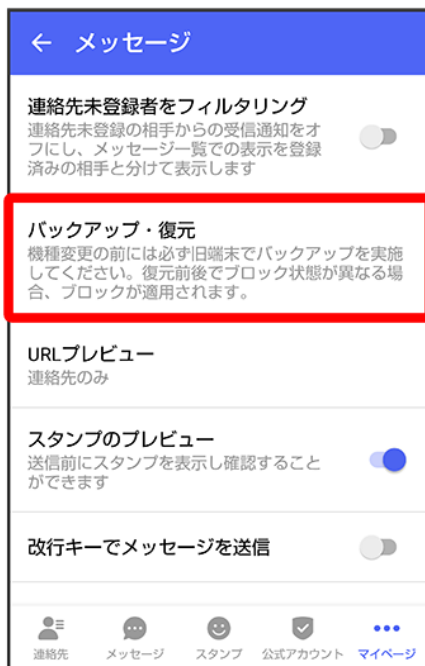 ← メッセージ
連絡先未登録者をフィルタリング
連絡先未登録の相手からの受信通知をオ
フにし、メッセージ一覧での表示を登録
済みの相手と分けて表示します
バックアップ・復元
機種変更の前には必ず旧端末でバックアップを実施
してください。復元前後でブロック状態が異なる場
合、ブロックが適用されます。
URLプレビュー
連絡先のみ
スタンプのプレビュー
送信前にスタンプを表示し確認すること
ができます
改行キーでメッセージを送信
連絡先 メッセージ スタンプ 公式アカウント マイページ